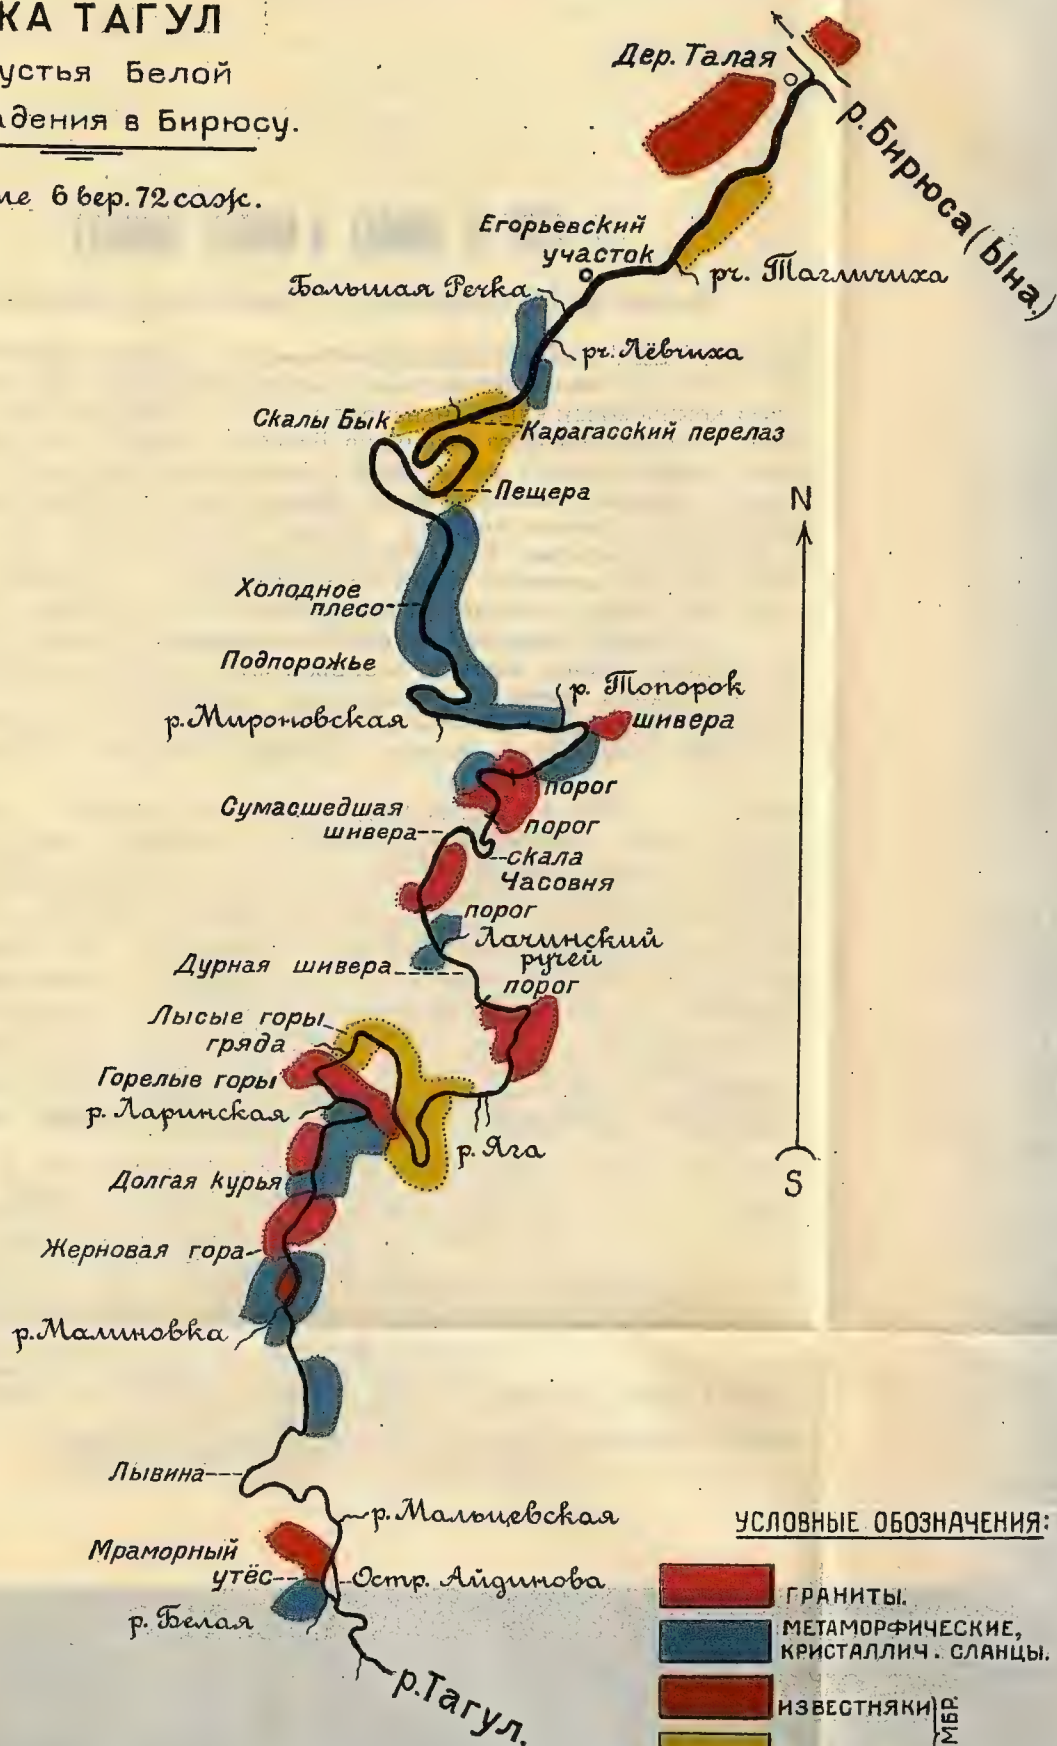 КА ТАГУЛ
устья Белой
адения в Бирюсу.
ме 6 вер. 72 саж.
Дер. Талая
р. Бирюса (Ына.)
Егорьевский
участок
рч. Тагличиха
Большая Речка
рч. Лёвчиха
Скалы Бык
Карагасский перелаз
Пещера
N
Холодное
плесо
Подпорожье
р. Топорок
р. Мироновская
шивера
порог
Сумасшедшая
шивера
порог
скала
Часовня
порог
Лачинский
ручей
Дурная шивера
порог
Лысые горы
гряда
Горелые горы
р. Ларинская
р. Яга
Долгая курья
S
Жерновая гора
р. Малиновка
Лывина
р. Мальцевская
Мраморный
утёс
Остр. Айдинова
р. Белая
р. Тагул.
УСЛОВНЫЕ ОБОЗНАЧЕНИЯ:
ГРАНИТЫ.
МЕТАМОРФИЧЕСКИЕ,
КРИСТАЛЛИЧ. СЛАНЦЫ.
ИЗВЕСТНЯКИ
МБР.